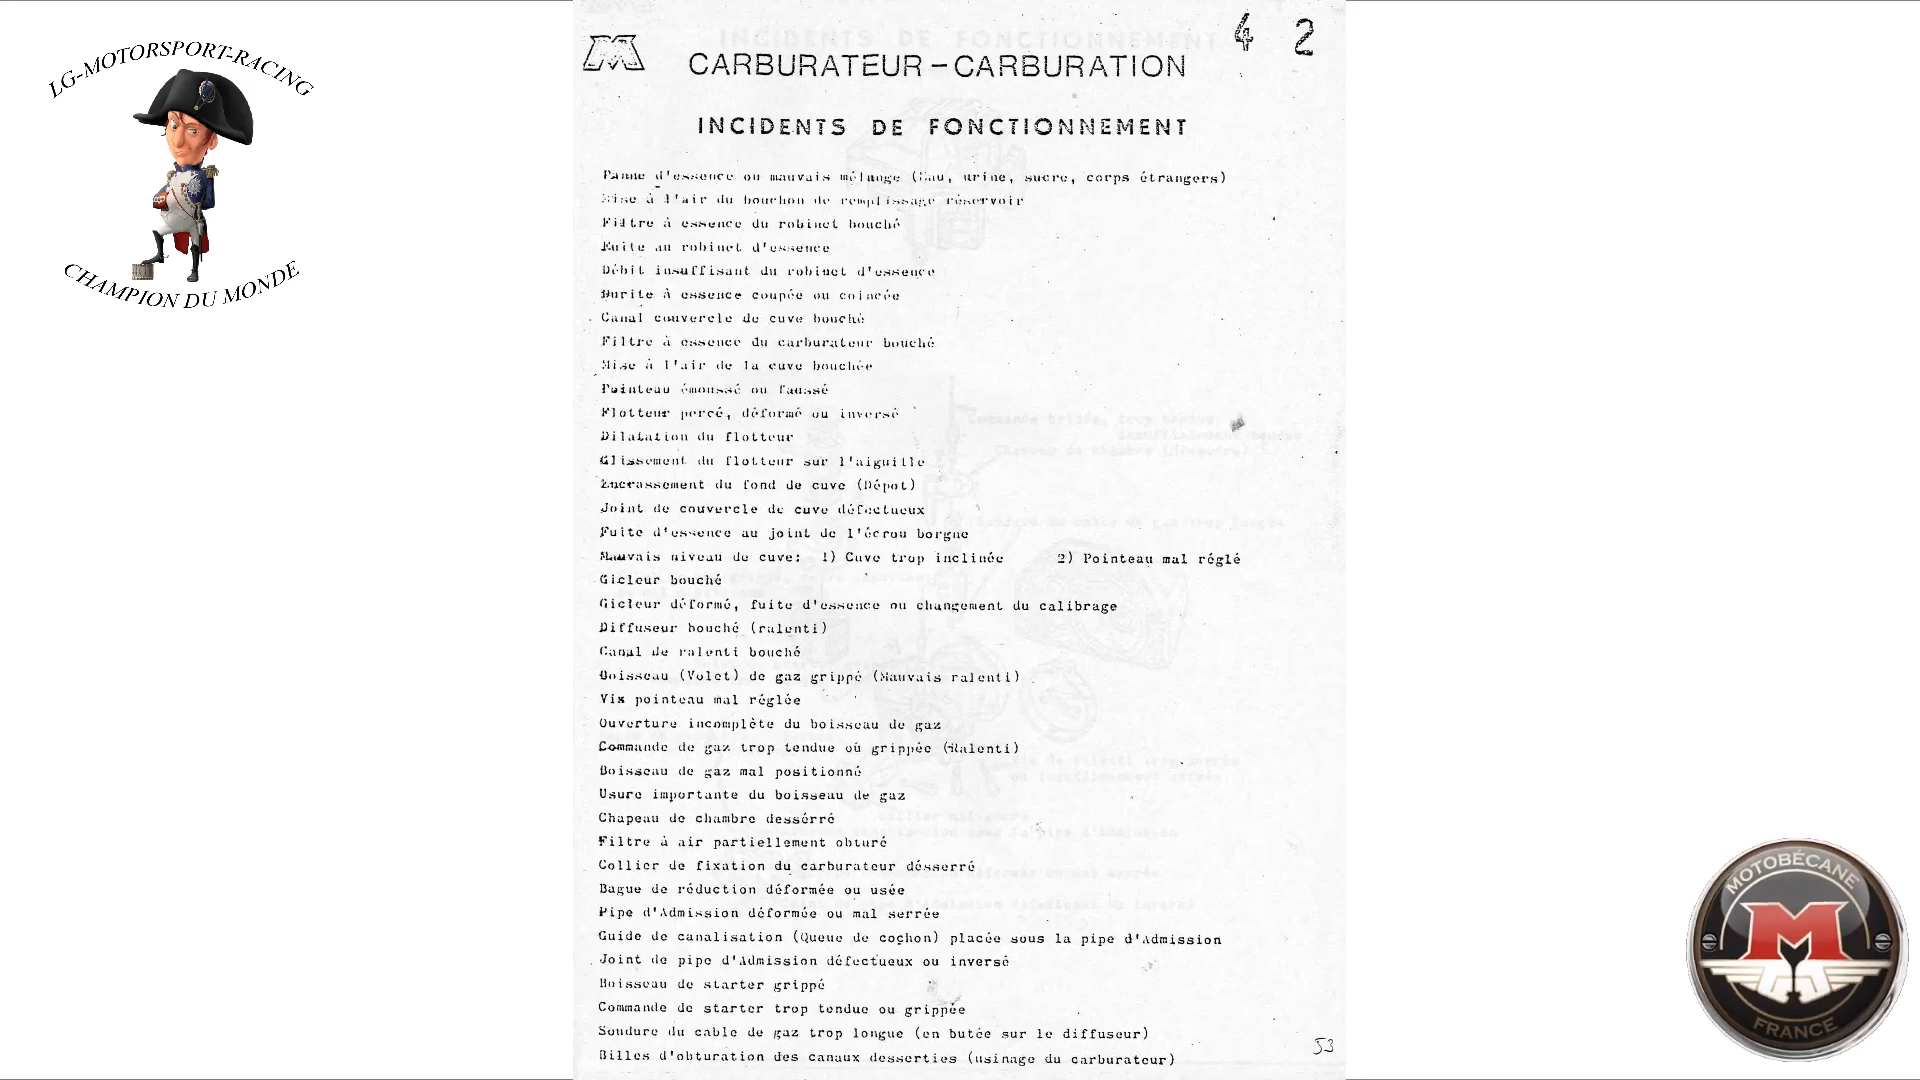 LG-MOTORSPORT-RACING
CHAMPION DU MONDE
M
4 2
CARBURATEUR – CARBURATION
INCIDENTS DE FONCTIONNEMENT
Panne d'essence ou mauvais mélange (Eau, urine, sucre, corps étrangers)
Mise à l'air du bouchon de remplissage réservoir
Filtre à essence du robinet bouché
Fuite au robinet d'essence
Débit insuffisant du robinet d'essence
Durite à essence coupée ou coincée
Canal couvercle de cuve bouché
Filtre à essence du carburateur bouché
Mise à l'air de la cuve bouchée
Pointeau émoussé ou faussé
Flotteur percé, déformé ou inversé
Dilatation du flotteur
Glissement du flotteur sur l'aiguille
Encrassement du fond de cuve (Dépot)
Joint de couvercle de cuve défectueux
Fuite d'essence au joint de l'écrou borgne
Mauvais niveau de cuve: 1) Cuve trop inclinée 2) Pointeau mal réglé
Gicleur bouché
Gicleur déformé, fuite d'essence ou changement du calibrage
Diffuseur bouché (ralenti)
Canal de ralenti bouché
Boisseau (Volet) de gaz grippé (Mauvais ralenti)
Vis pointeau mal réglée
Ouverture incomplète du boisseau de gaz
Commande de gaz trop tendue où grippée (Ralenti)
Boisseau de gaz mal positionné
Usure importante du boisseau de gaz
Chapeau de chambre dessérré
Filtre à air partiellement obturé
Collier de fixation du carburateur désserré
Bague de réduction déformée ou usée
Pipe d'Admission déformée ou mal serrée
Guide de canalisation (Queue de cochon) placée sous la pipe d'Admission
Joint de pipe d'Admission défectueux ou inversé
Boisseau de starter grippé
Commande de starter trop tendue ou grippée
Soudure du cable de gaz trop longue (en butée sur le diffuseur)
Billes d'obturation des canaux desserties (usinage du carburateur)
53
MOTOBÉCANE
M
FRANCE